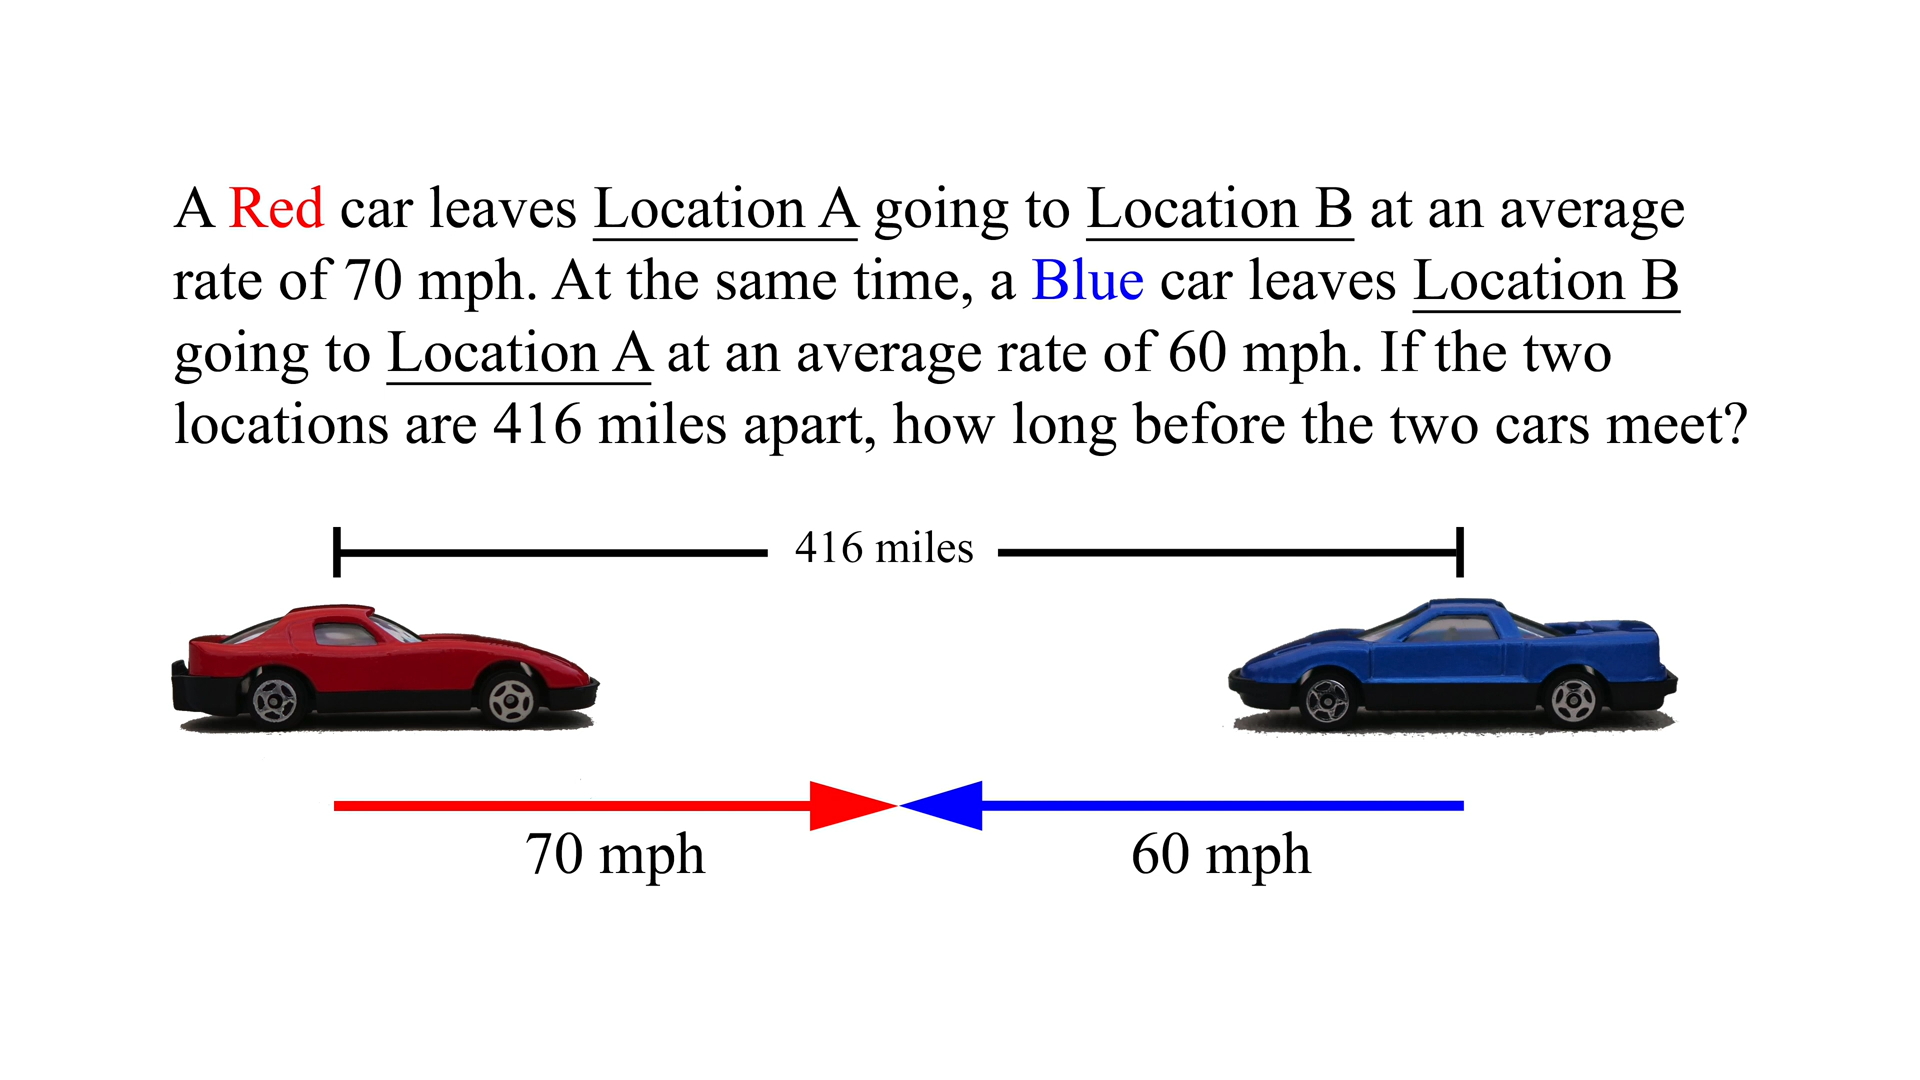 A Red car leaves Location A going to Location B at an average
rate of 70 mph. At the same time, a Blue car leaves Location B
going to Location A at an average rate of 60 mph. If the two
locations are 416 miles apart, how long before the two cars meet?
416 miles
70 mph
60 mph